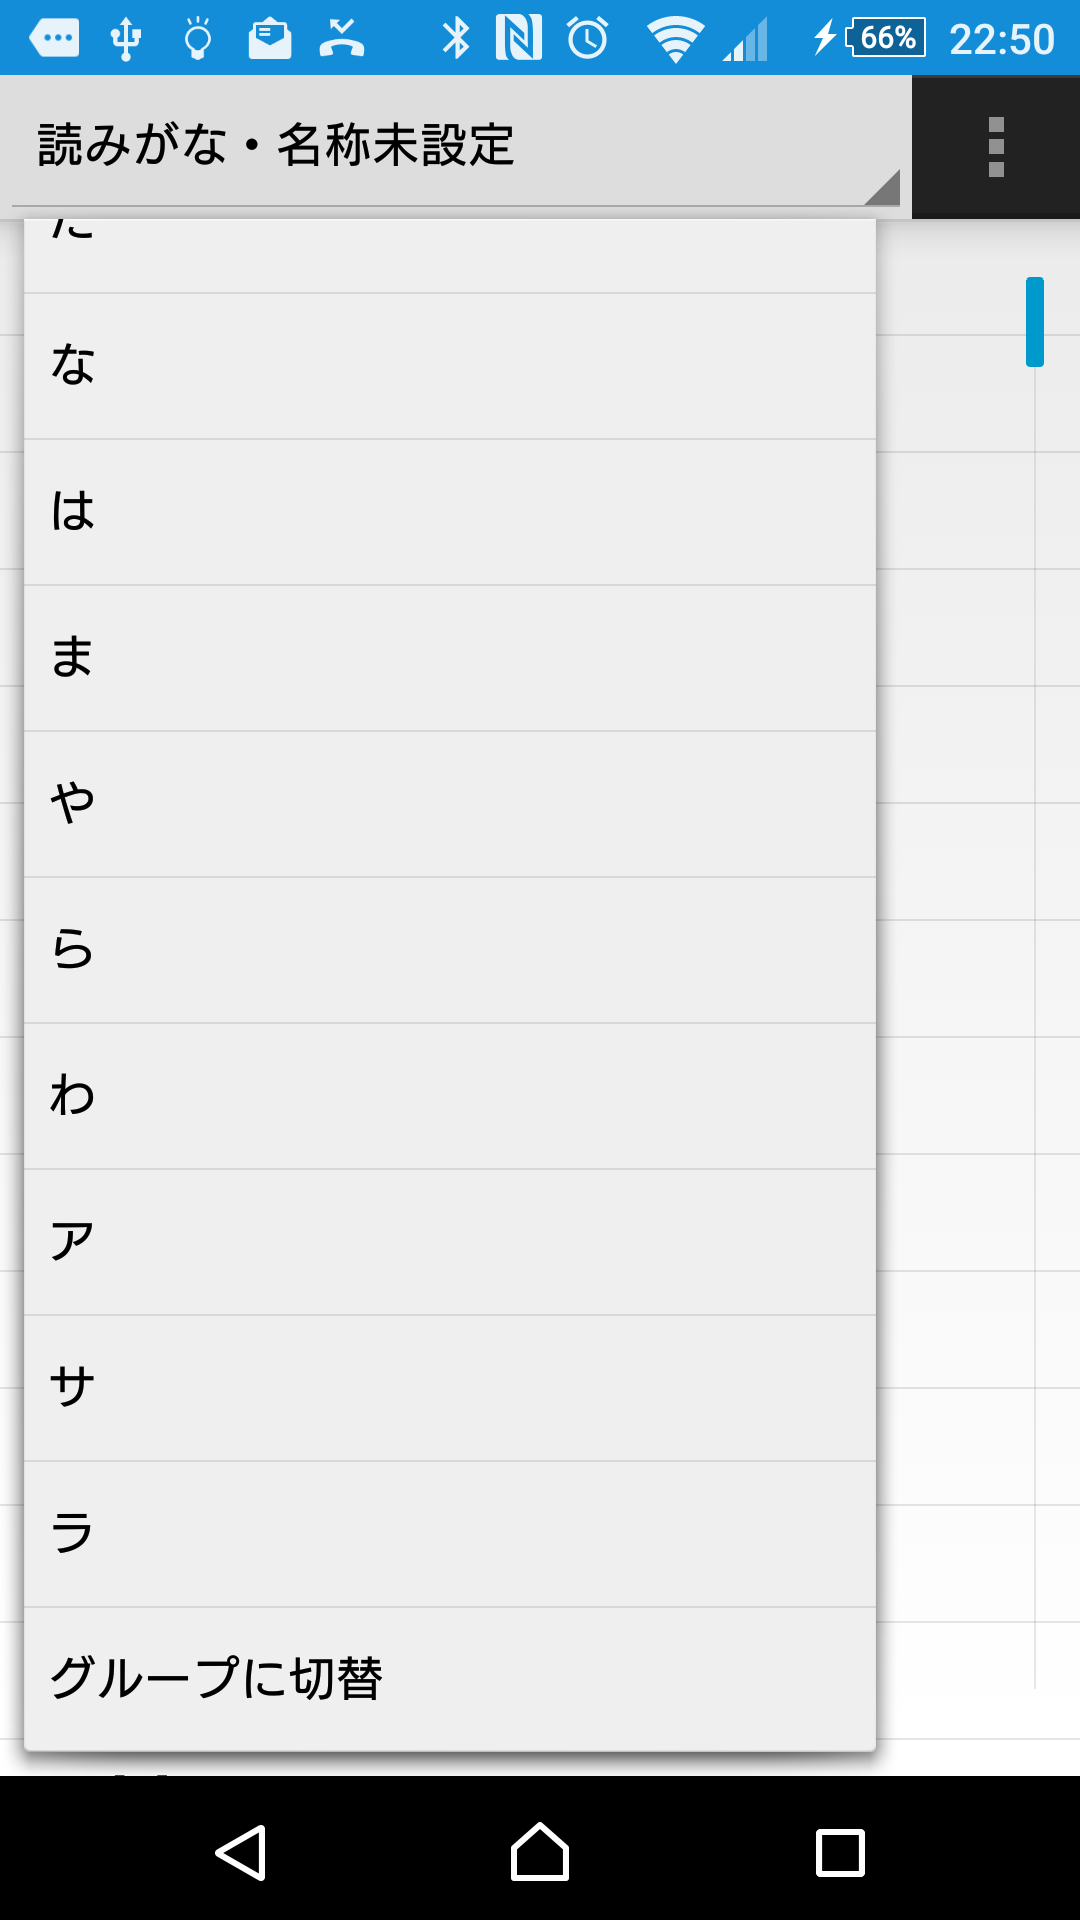 66% 22:50
読みがな・名称未設定
な
は
ま
や
ら
わ
ア
サ
ラ
グループに切替